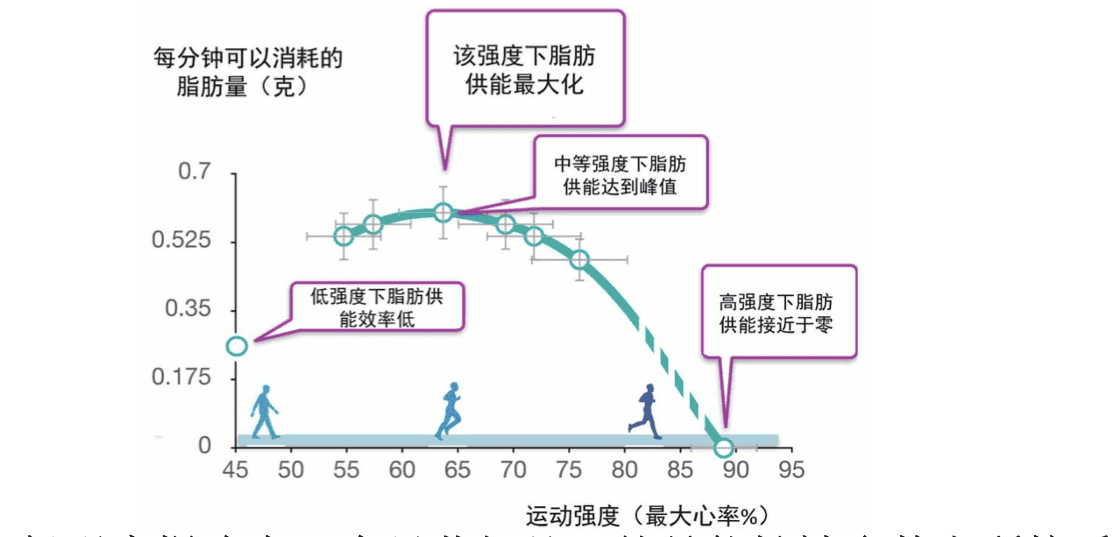 每分钟可以消耗的
脂肪量（克）
该强度下脂肪
供能最大化
中等强度下脂肪
供能达到峰值
低强度下脂肪供
能效率低
高强度下脂肪
供能接近于零
0.7
0.525
0.35
0.175
0
45 50 55 60 65 70 75 80 85 90 95
运动强度（最大心率%）